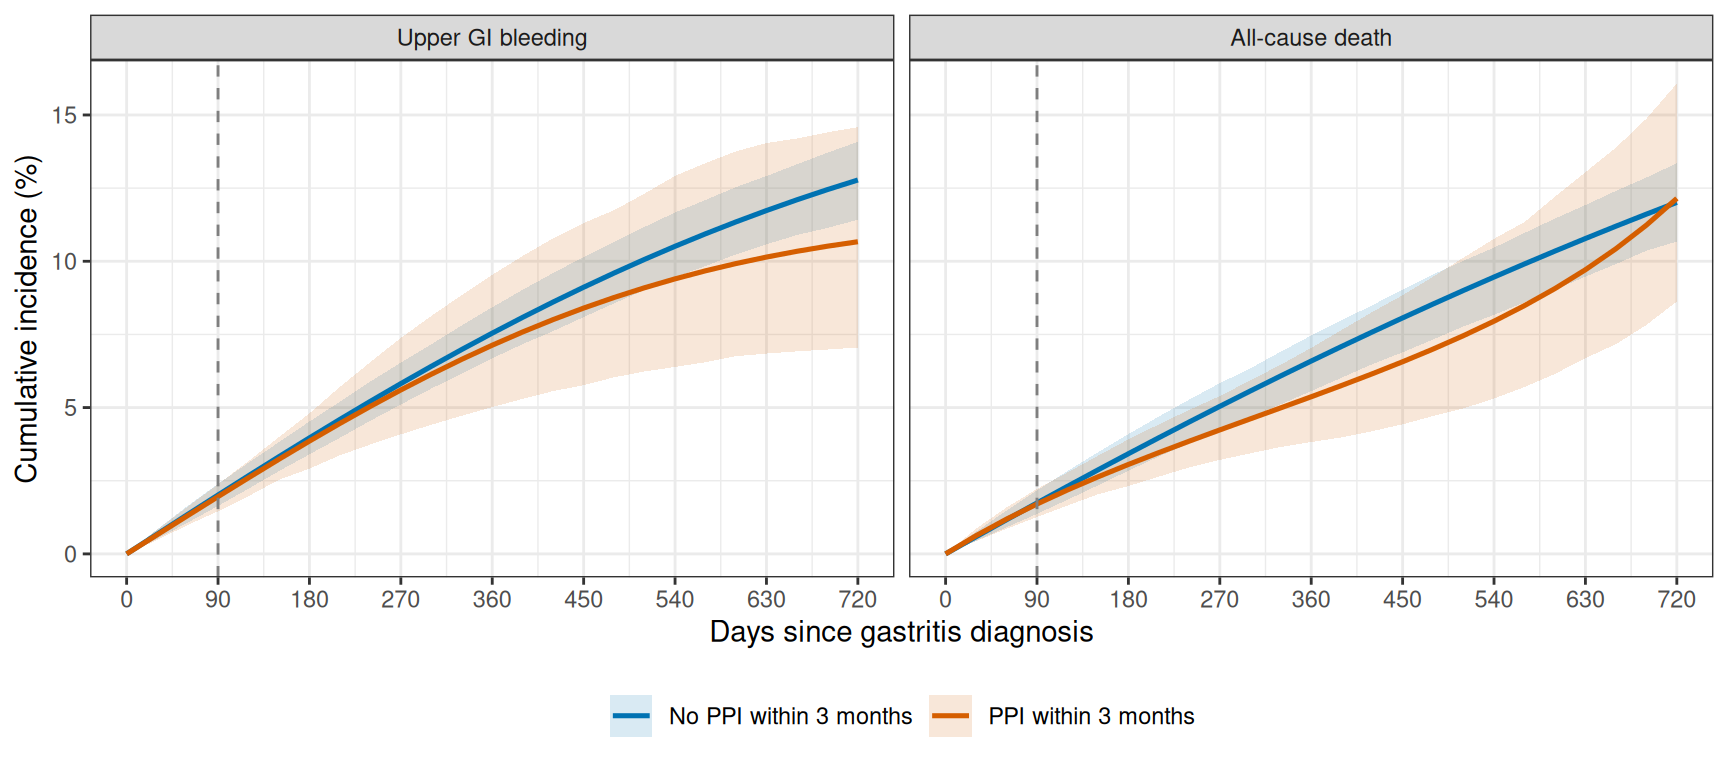 Upper GI bleeding
All-cause death
Cumulative incidence (%)
15
10
5
0
0 90 180 270 360 450 540 630 720
0 90 180 270 360 450 540 630 720
Days since gastritis diagnosis
No PPI within 3 months
PPI within 3 months